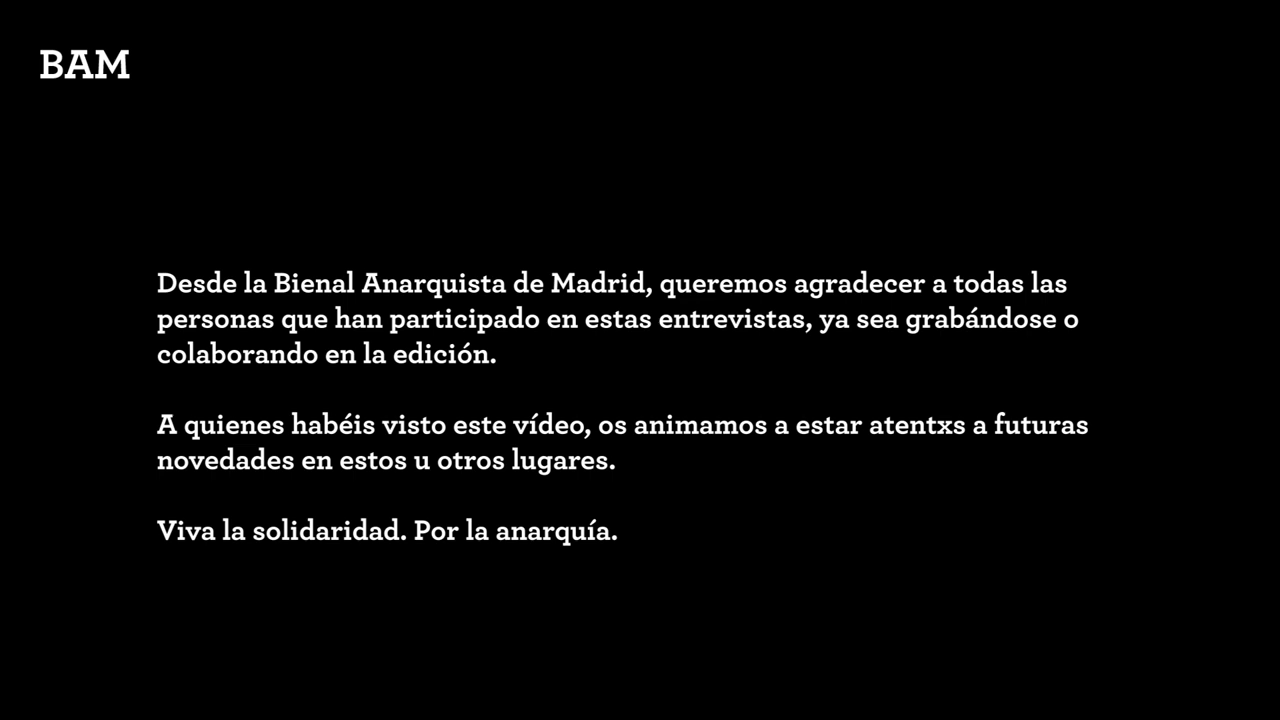 BAM
Desde la Bienal Anarquista de Madrid, queremos agradecer a todas las
personas que han participado en estas entrevistas, ya sea grabándose o
colaborando en la edición.
A quienes habéis visto este vídeo, os animamos a estar atentxs a futuras
novedades en estos u otros lugares.
Viva la solidaridad. Por la anarquía.